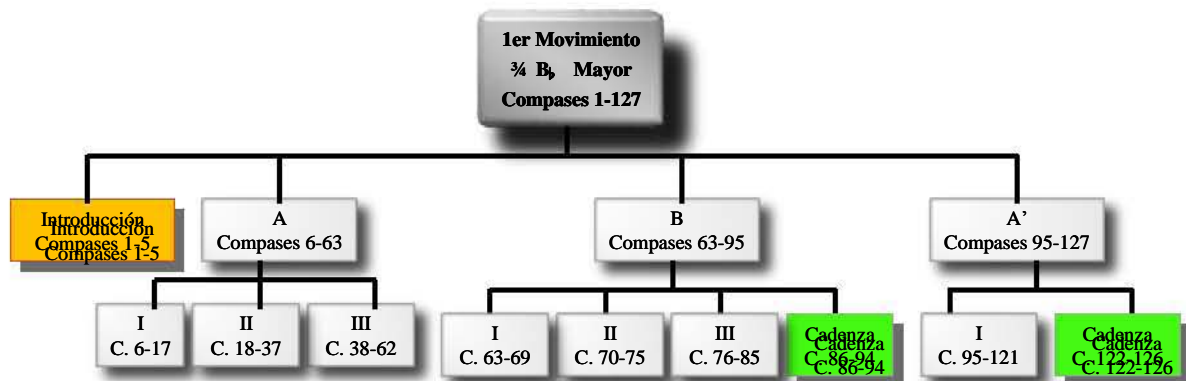 1er Movimiento
¾ B♭ Mayor
Compases 1-127
Introducción
Compases 1-5
A
Compases 6-63
B
Compases 63-95
A’
Compases 95-127
I
C. 6-17
II
C. 18-37
III
C. 38-62
I
C. 63-69
II
C. 70-75
III
C. 76-85
Cadenza
C. 86-94
I
C. 95-121
Cadenza
C. 122-126